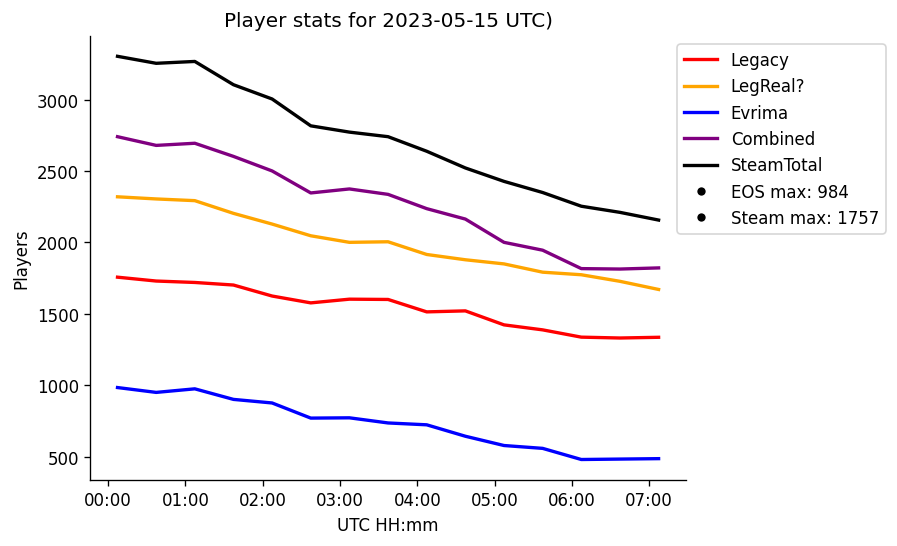 Player stats for 2023-05-15 UTC)
Legacy
LegReal?
Evrima
Combined
SteamTotal
EOS max: 984
Steam max: 1757
Players
3000
2500
2000
1500
1000
500
00:00 01:00 02:00 03:00 04:00 05:00 06:00 07:00
UTC HH:mm